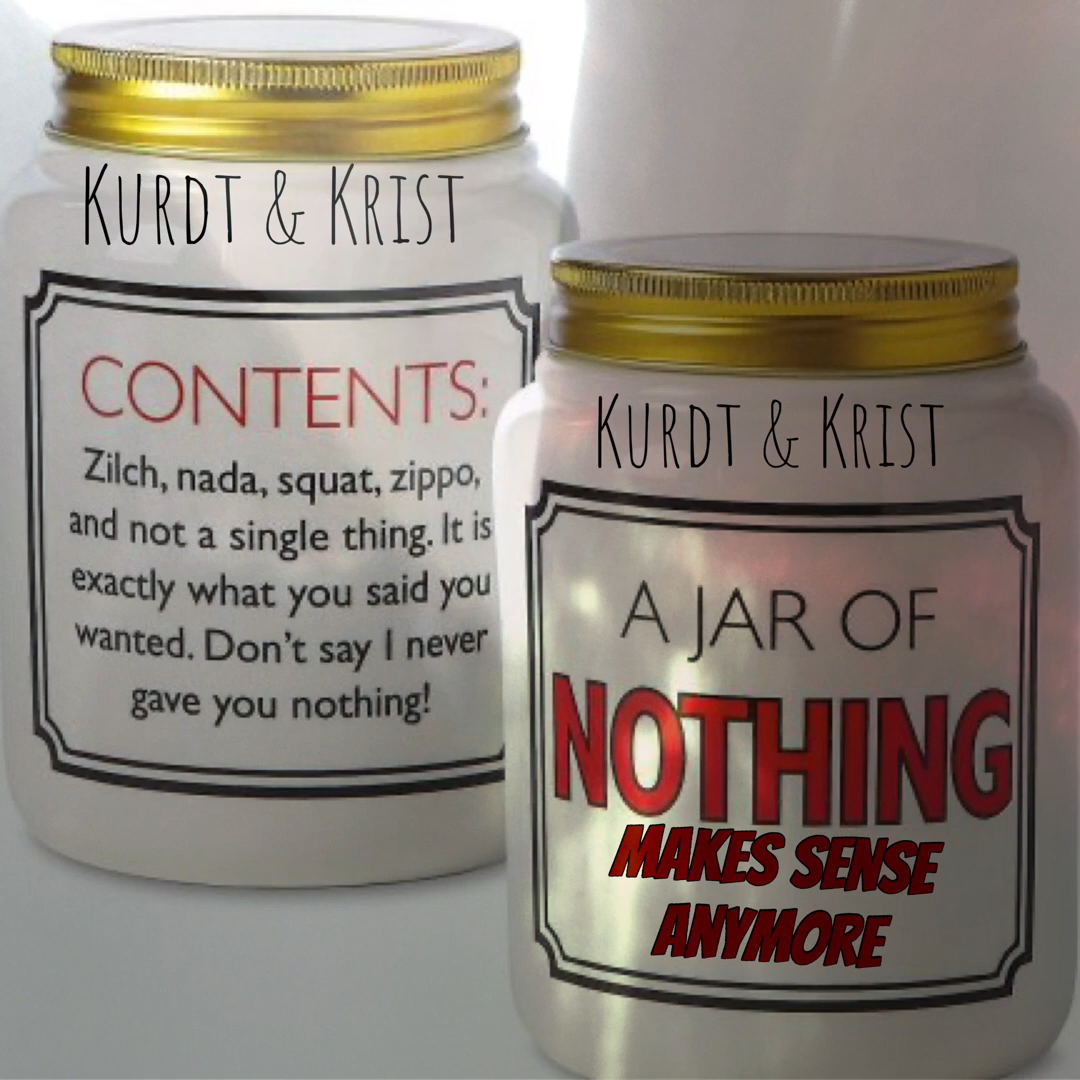 KURDT & KRIST
CONTENTS:
Zilch, nada, squat, zippo,
and not a single thing. It is
exactly what you said you
wanted. Don't say I never
gave you nothing!
KURDT & KRIST
A JAR OF
NOTHING
MAKES SENSE
ANYMORE